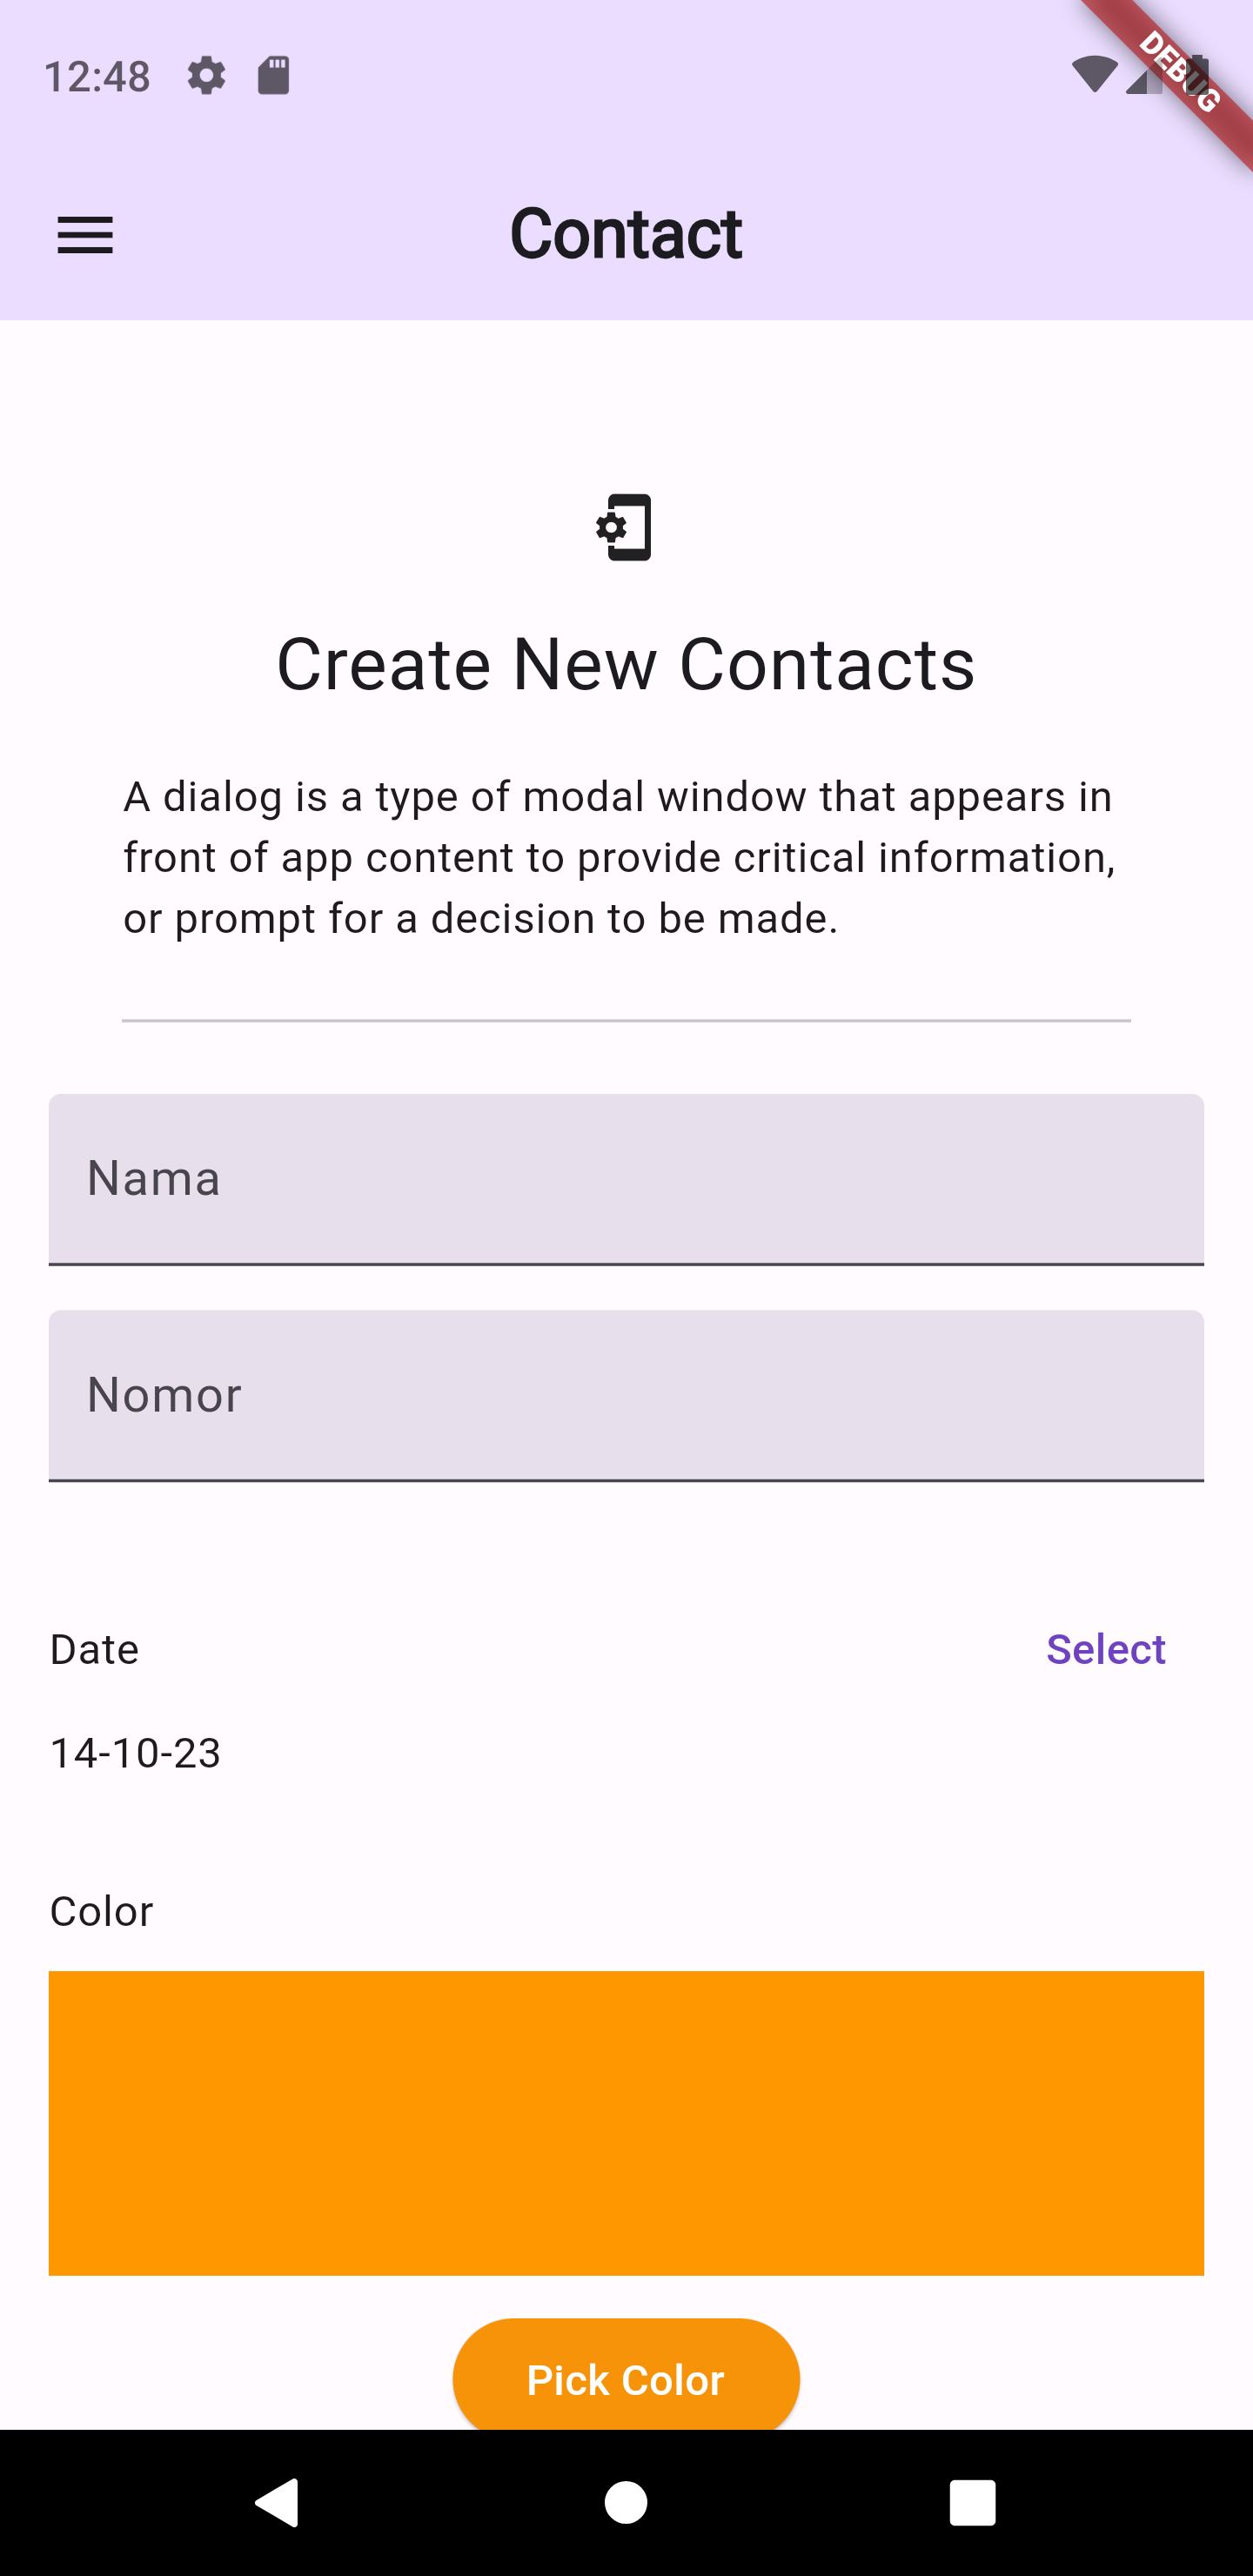 12:48
DEBUG
Contact
Create New Contacts
A dialog is a type of modal window that appears in
front of app content to provide critical information,
or prompt for a decision to be made.
Nama
Nomor
Date
Select
14-10-23
Color
Pick Color